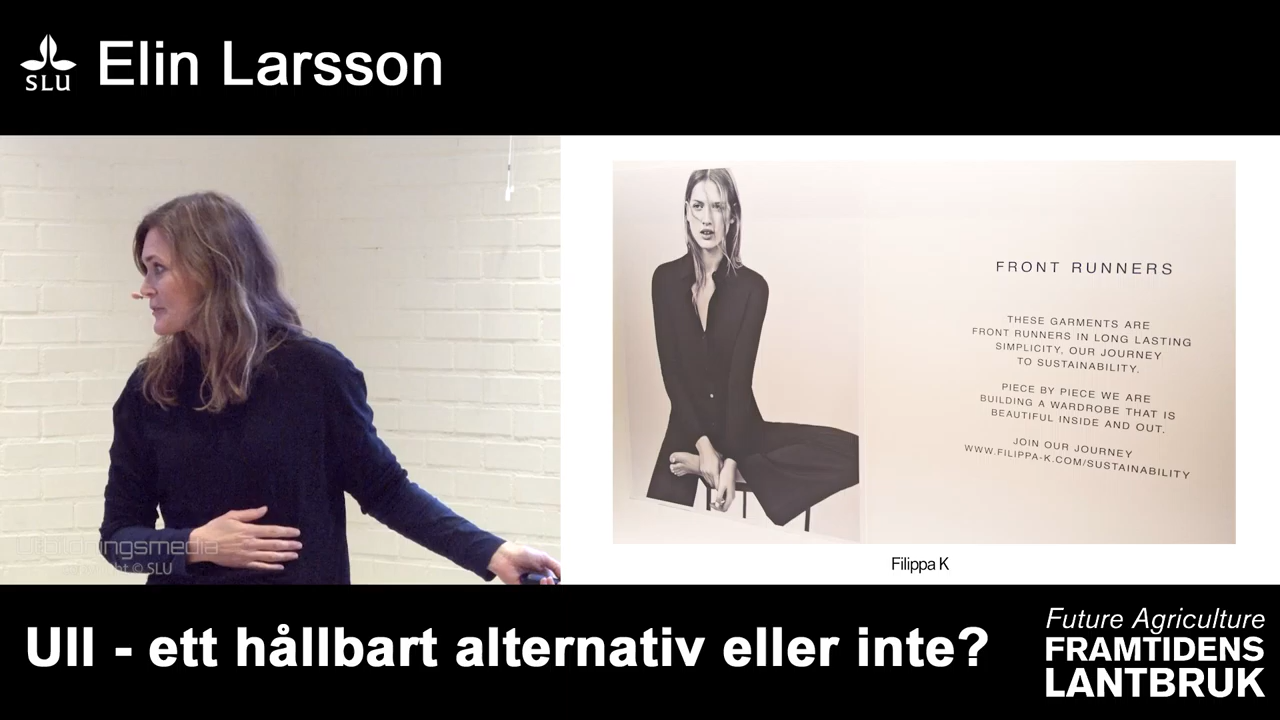 SLU
Elin Larsson
FRONT RUNNERS
THESE GARMENTS ARE
FRONT RUNNERS IN LONG LASTING
SIMPLICITY, OUR JOURNEY
TO SUSTAINABILITY.
PIECE BY PIECE WE ARE
BUILDING A WARDROBE THAT IS
BEAUTIFUL INSIDE AND OUT.
JOIN OUR JOURNEY
WWW.FILIPPA-K.COM/SUSTAINABILITY
Filippa K
© SLU
Ull - ett hållbart alternativ eller inte?
Future Agriculture
FRAMTIDENS
LANTBRUK